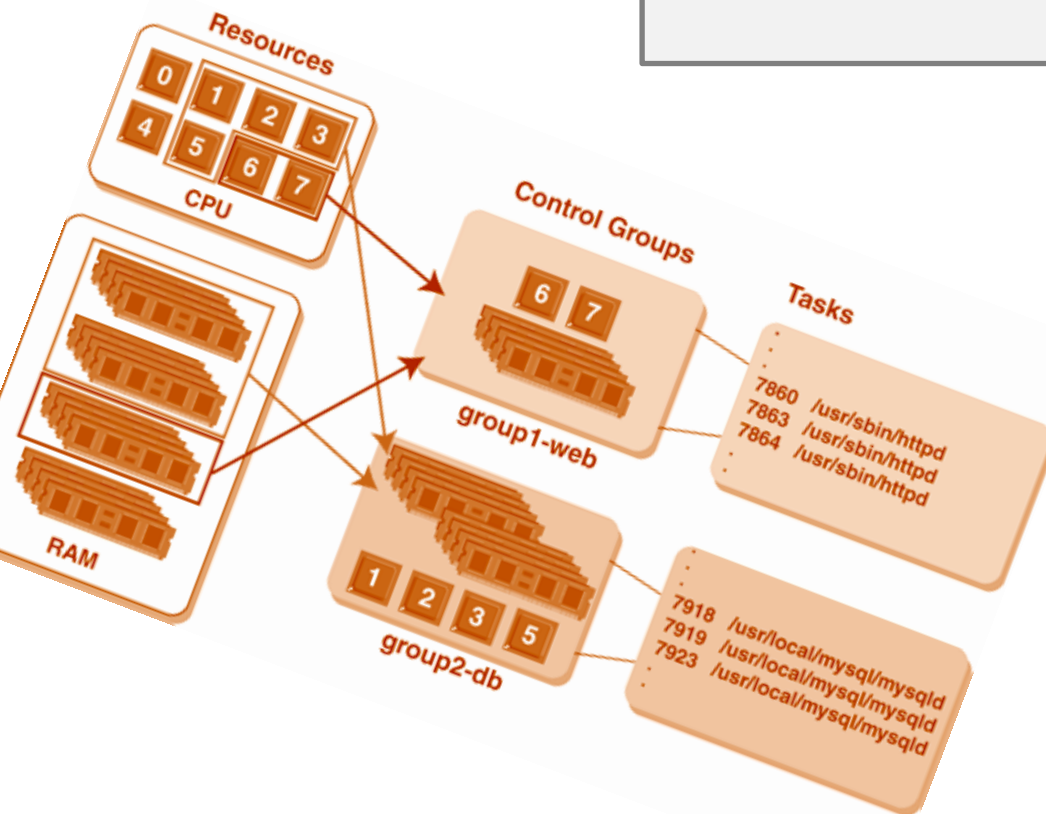 Resources
0 1 2 3
4 5 6 7
CPU
RAM
Control Groups
6 7
group1-web
1 2 3 5
group2-db
Tasks
7860 /usr/sbin/httpd
7863 /usr/sbin/httpd
7864 /usr/sbin/httpd
7918 /usr/local/mysql/mysqld
7919 /usr/local/mysql/mysqld
7923 /usr/local/mysql/mysqld